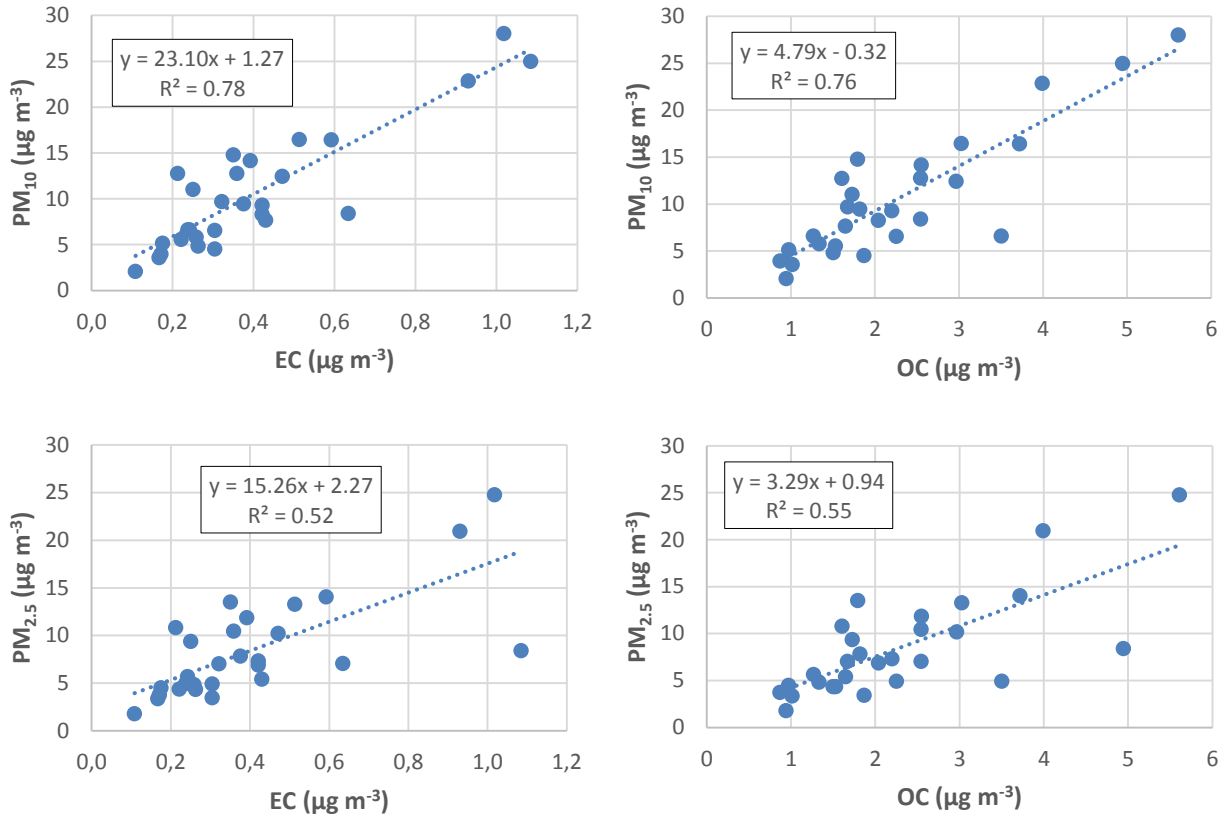 PM10 (µg m-3)
30
25
20
15
10
5
0
y = 23.10x + 1.27
R² = 0.78
0,0 0,2 0,4 0,6 0,8 1,0 1,2
EC (µg m-3)
PM10 (µg m-3)
30
25
20
15
10
5
0
y = 4.79x - 0.32
R² = 0.76
0 1 2 3 4 5 6
OC (µg m-3)
PM2.5 (µg m-3)
30
25
20
15
10
5
0
y = 15.26x + 2.27
R² = 0.52
0,0 0,2 0,4 0,6 0,8 1,0 1,2
EC (µg m-3)
PM2.5 (µg m-3)
30
25
20
15
10
5
0
y = 3.29x + 0.94
R² = 0.55
0 1 2 3 4 5 6
OC (µg m-3)